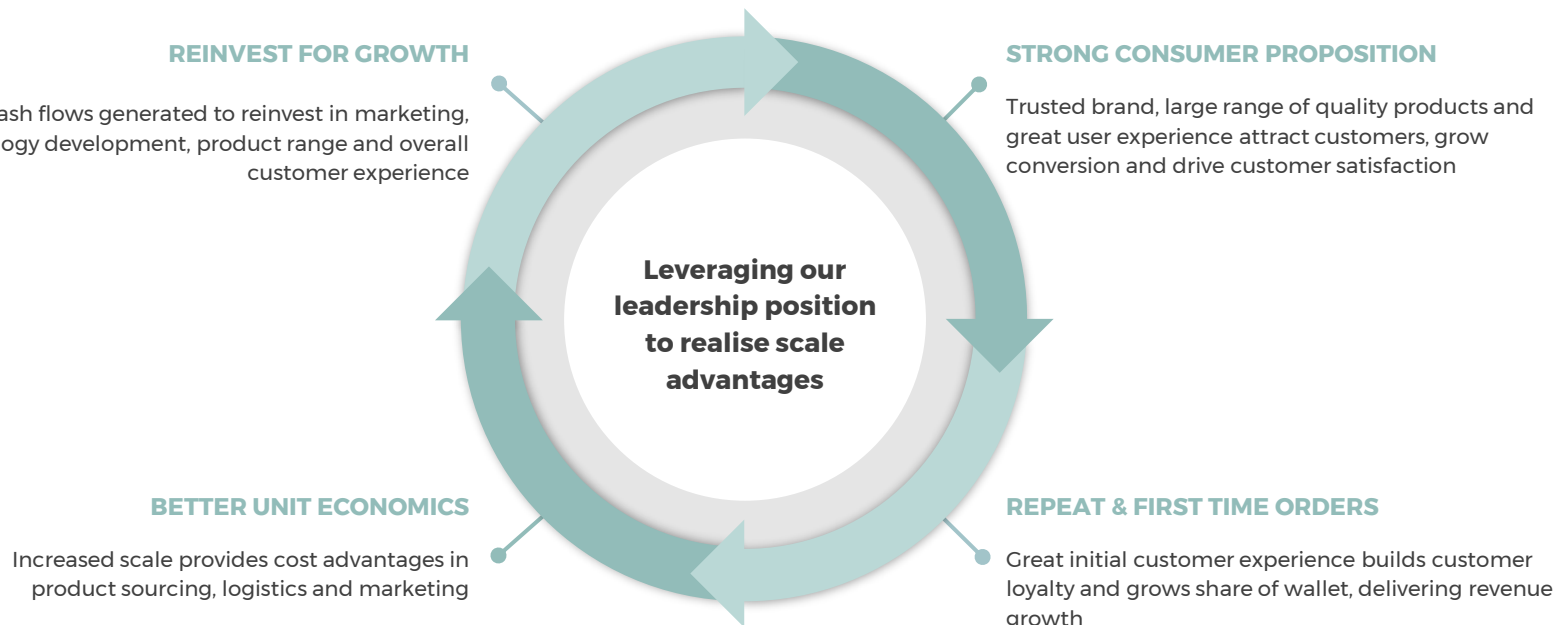 REINVEST FOR GROWTH
flows generated to reinvest in marketing,
development, product range and overall
customer experience
STRONG CONSUMER PROPOSITION
Trusted brand, large range of quality products and
great user experience attract customers, grow
conversion and drive customer satisfaction
Leveraging our
leadership position
to realise scale
advantages
BETTER UNIT ECONOMICS
Increased scale provides cost advantages in
product sourcing, logistics and marketing
REPEAT & FIRST TIME ORDERS
Great initial customer experience builds customer
loyalty and grows share of wallet, delivering revenue
growth